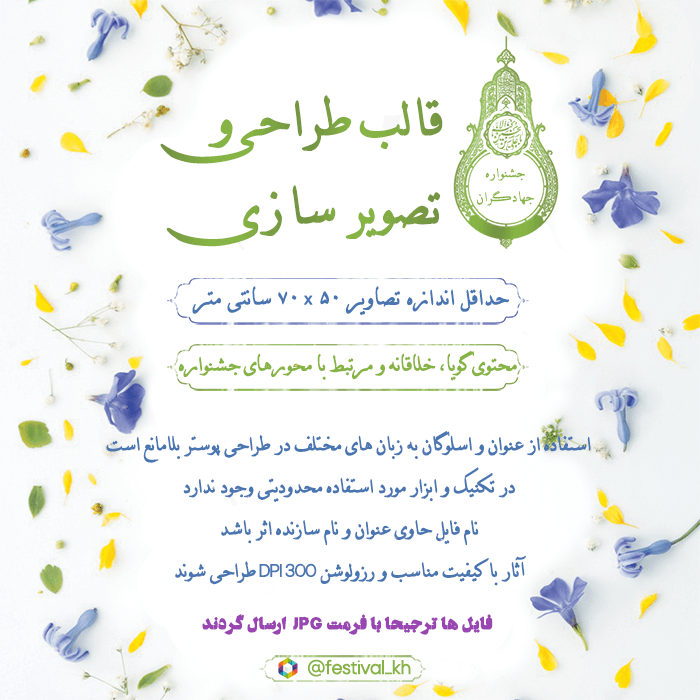 قالب طراحی و
تصویر سازی
جشنواره
جهادگران
حداقل اندازه تصاویر ۵۰ x ۷۰ سانتی متر
محتوی گویا، خلاقانه و مرتبط با محورهای جشنواره
استفاده از عنوان و اسلوگان به زبان های مختلف در طراحی پوستر بلامانع است
در تکنیک و ابزار مورد استفاده محدودیتی وجود ندارد
نام فایل حاوی عنوان و نام سازنده اثر باشد
آثار با کیفیت مناسب و رزولوشن DPI 300 طراحی شوند
فایل ها ترجیحا با فرمت JPG ارسال گردند
@festival_kh